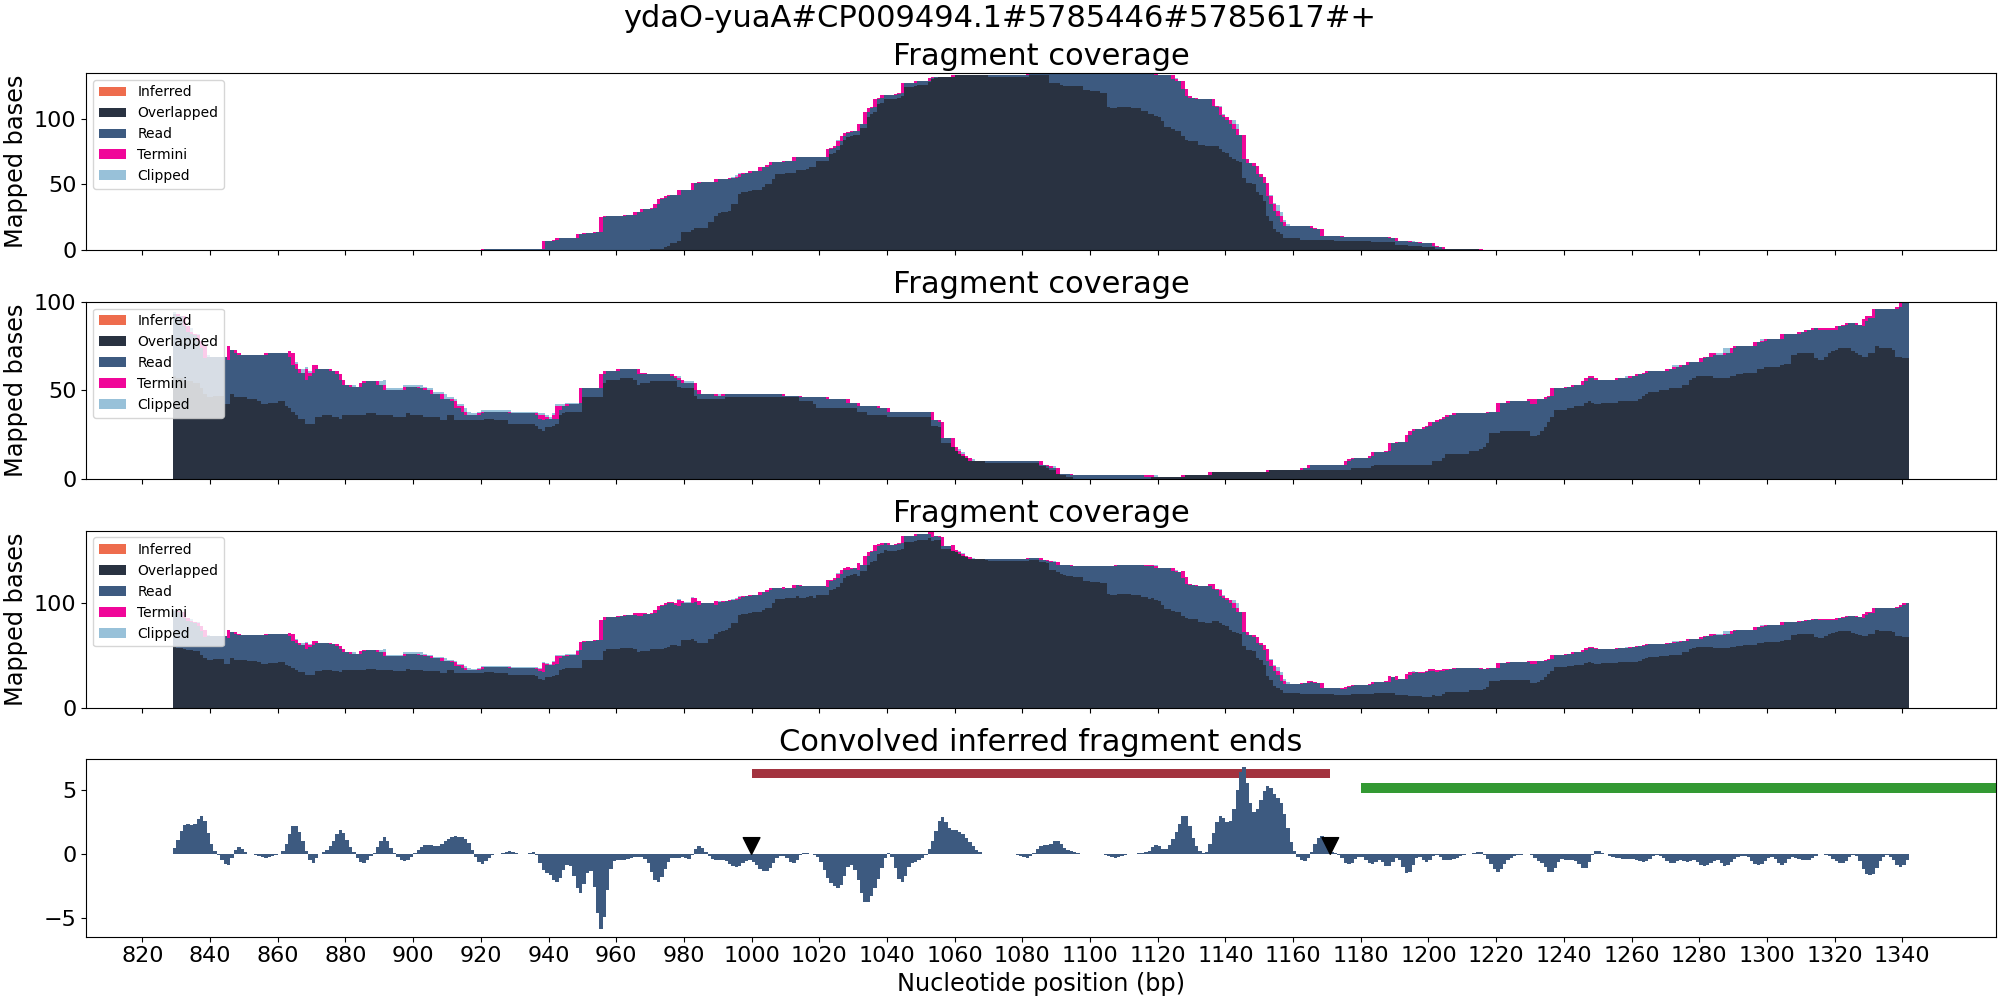 ydaO-yuaA#CP009494.1#5785446#5785617#+
Fragment coverage
Mapped bases
100
50
0
Inferred
Overlapped
Read
Termini
Clipped
Fragment coverage
Mapped bases
100
50
0
Inferred
Overlapped
Read
Termini
Clipped
Fragment coverage
Mapped bases
100
0
Inferred
Overlapped
Read
Termini
Clipped
Convolved inferred fragment ends
5
0
−5
820 840 860 880 900 920 940 960 980 1000 1020 1040 1060 1080 1100 1120 1140 1160 1180 1200 1220 1240 1260 1280 1300 1320 1340
Nucleotide position (bp)